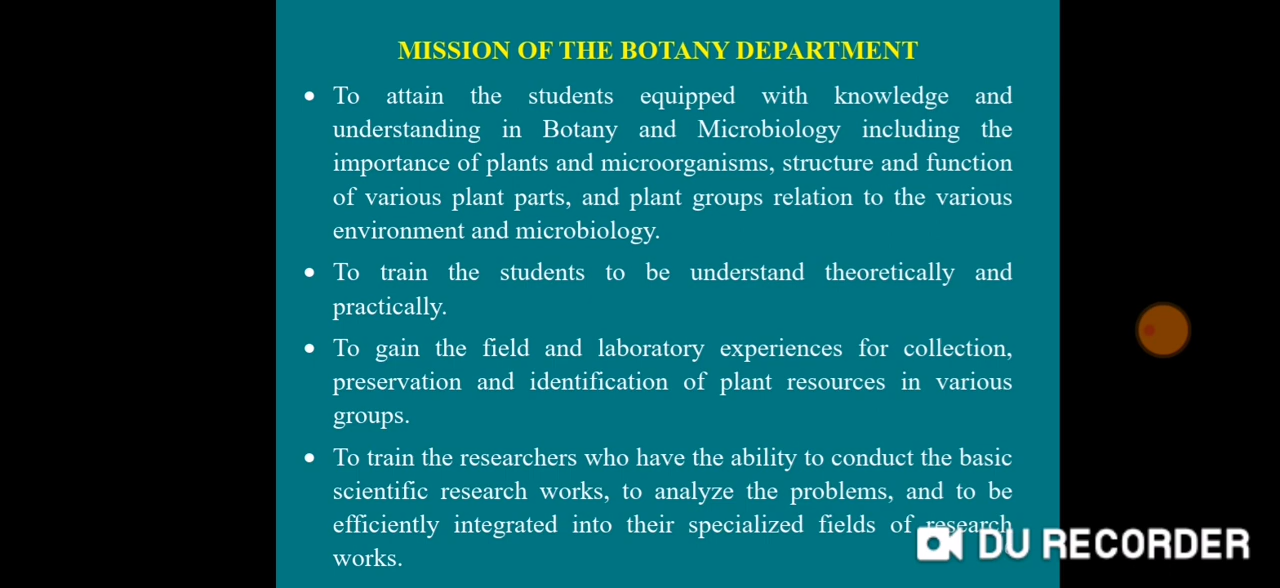 MISSION OF THE BOTANY DEPARTMENT
• To attain the students equipped with knowledge and
understanding in Botany and Microbiology including the
importance of plants and microorganisms, structure and function
of various plant parts, and plant groups relation to the various
environment and microbiology.
• To train the students to be understand theoretically and
practically.
• To gain the field and laboratory experiences for collection,
preservation and identification of plant resources in various
groups.
• To train the researchers who have the ability to conduct the basic
scientific research works, to analyze the problems, and to be
efficiently integrated into their specialized fields of research
works.
DU RECORDER